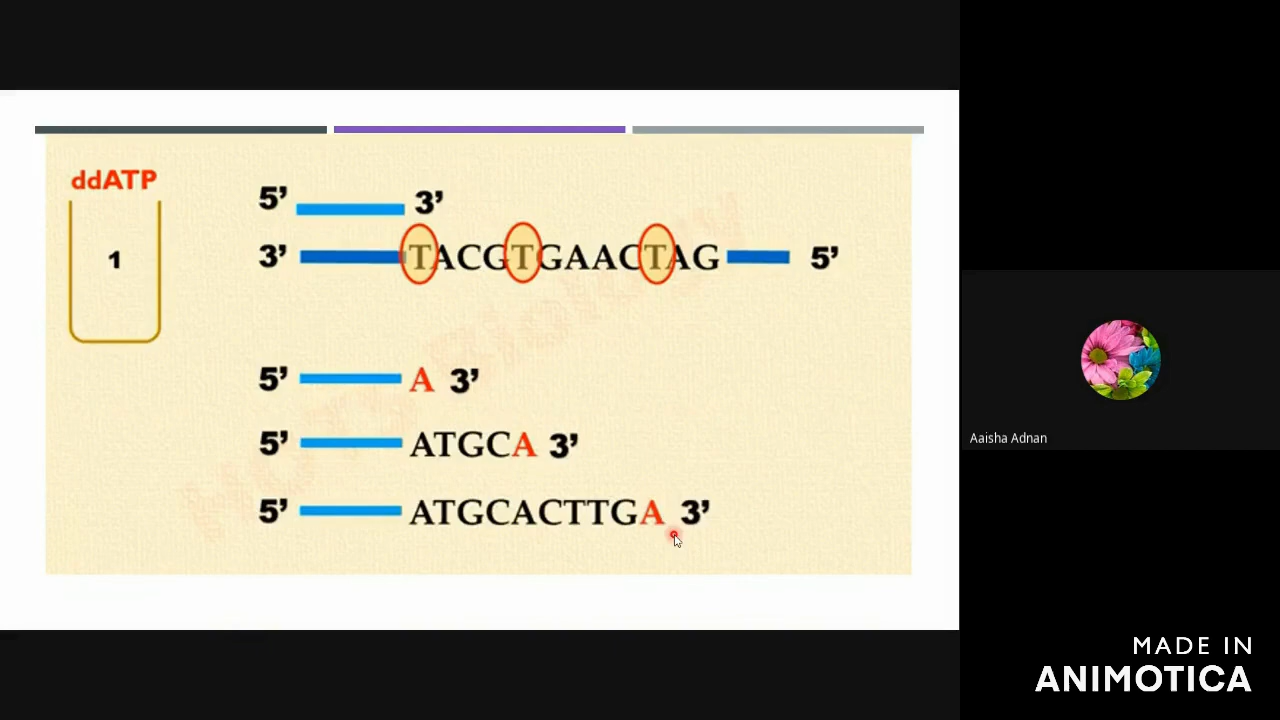 ddATP
1
5’ 3’
3’ TACGTGAACTAG 5’
5’ A 3’
5’ ATGCA 3’
5’ ATGCACTTGA 3’
Aaisha Adnan
MADE IN
ANIMOTICA